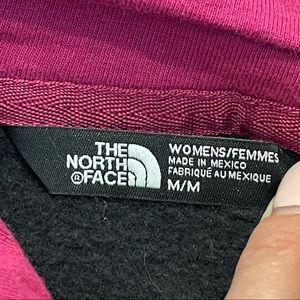 THE
NORTH
®FACE
WOMENS/FEMMES
MADE IN MEXICO
FABRIQUÉ AU MEXIQUE
M/M